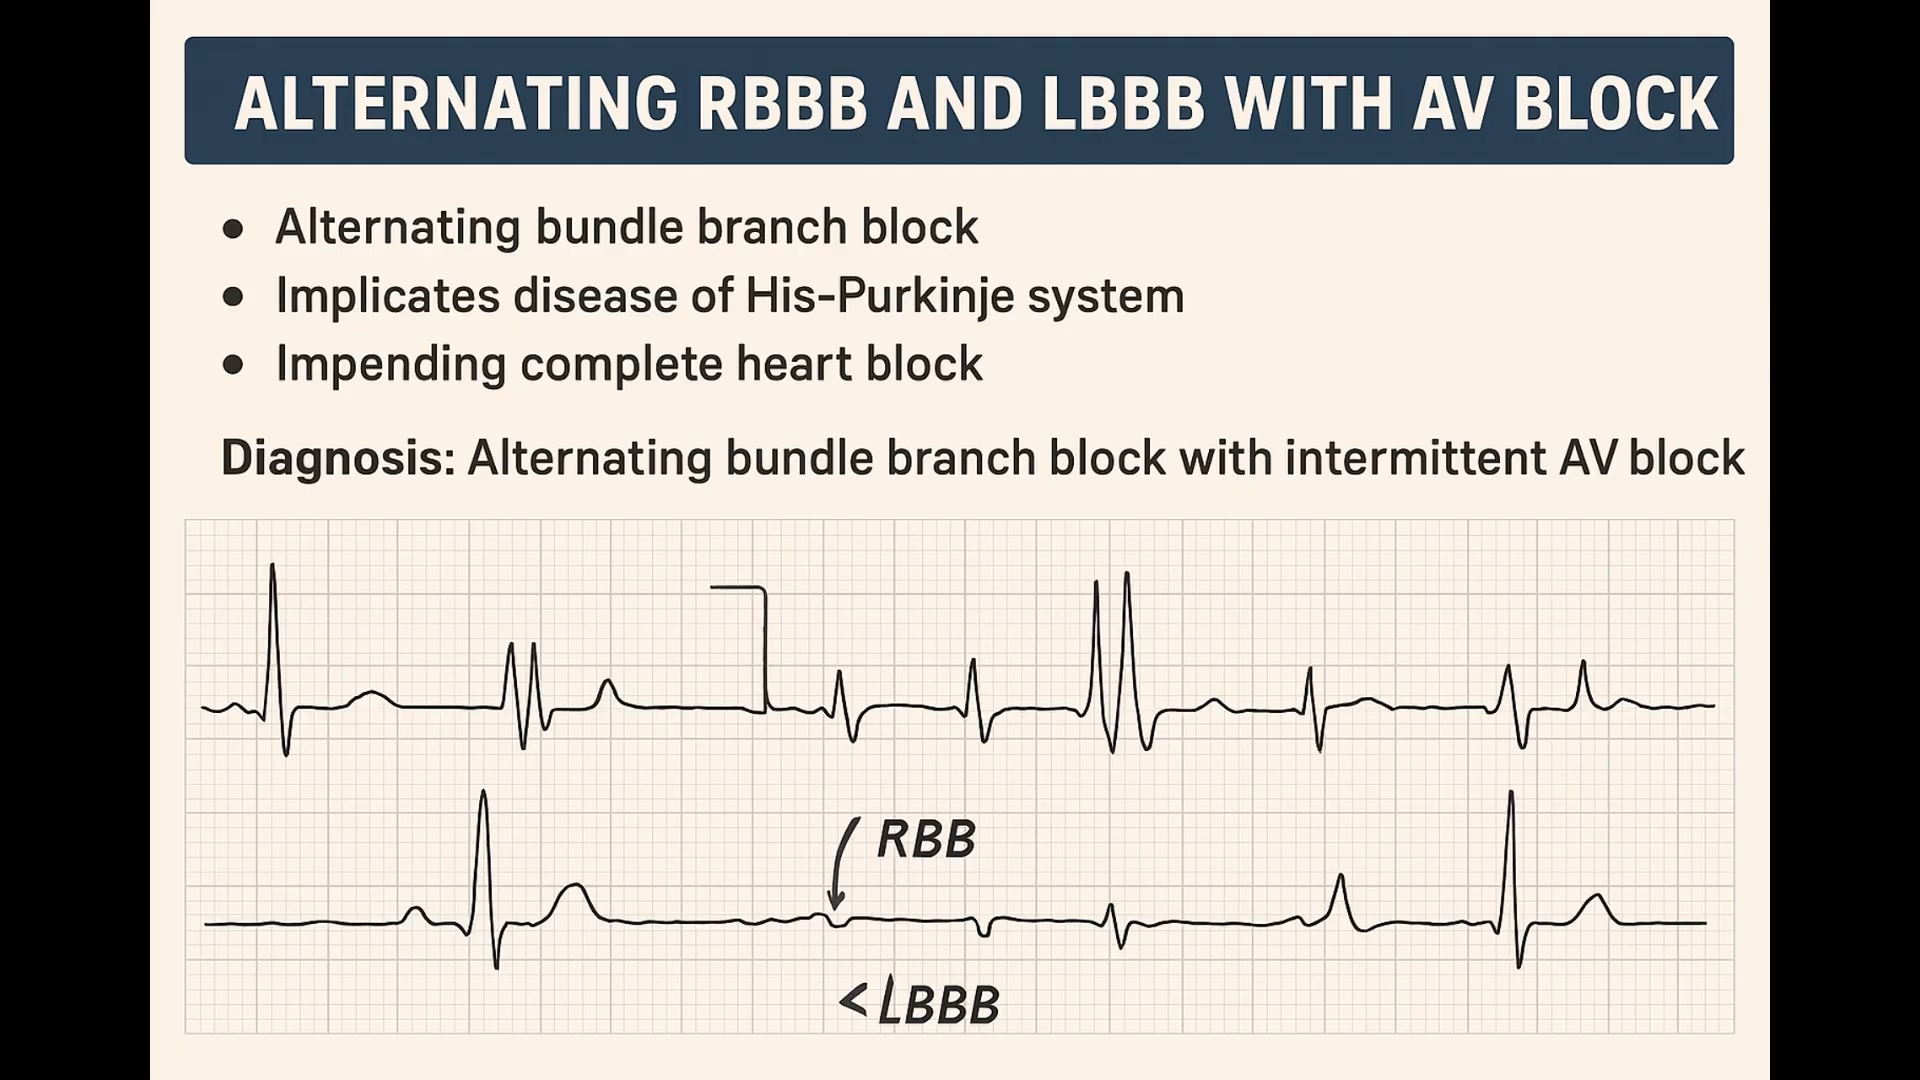 ALTERNATING RBBB AND LBBB WITH AV BLOCK
• Alternating bundle branch block
• Implicates disease of His-Purkinje system
• Impending complete heart block
Diagnosis: Alternating bundle branch block with intermittent AV block
RBB
< LBBB